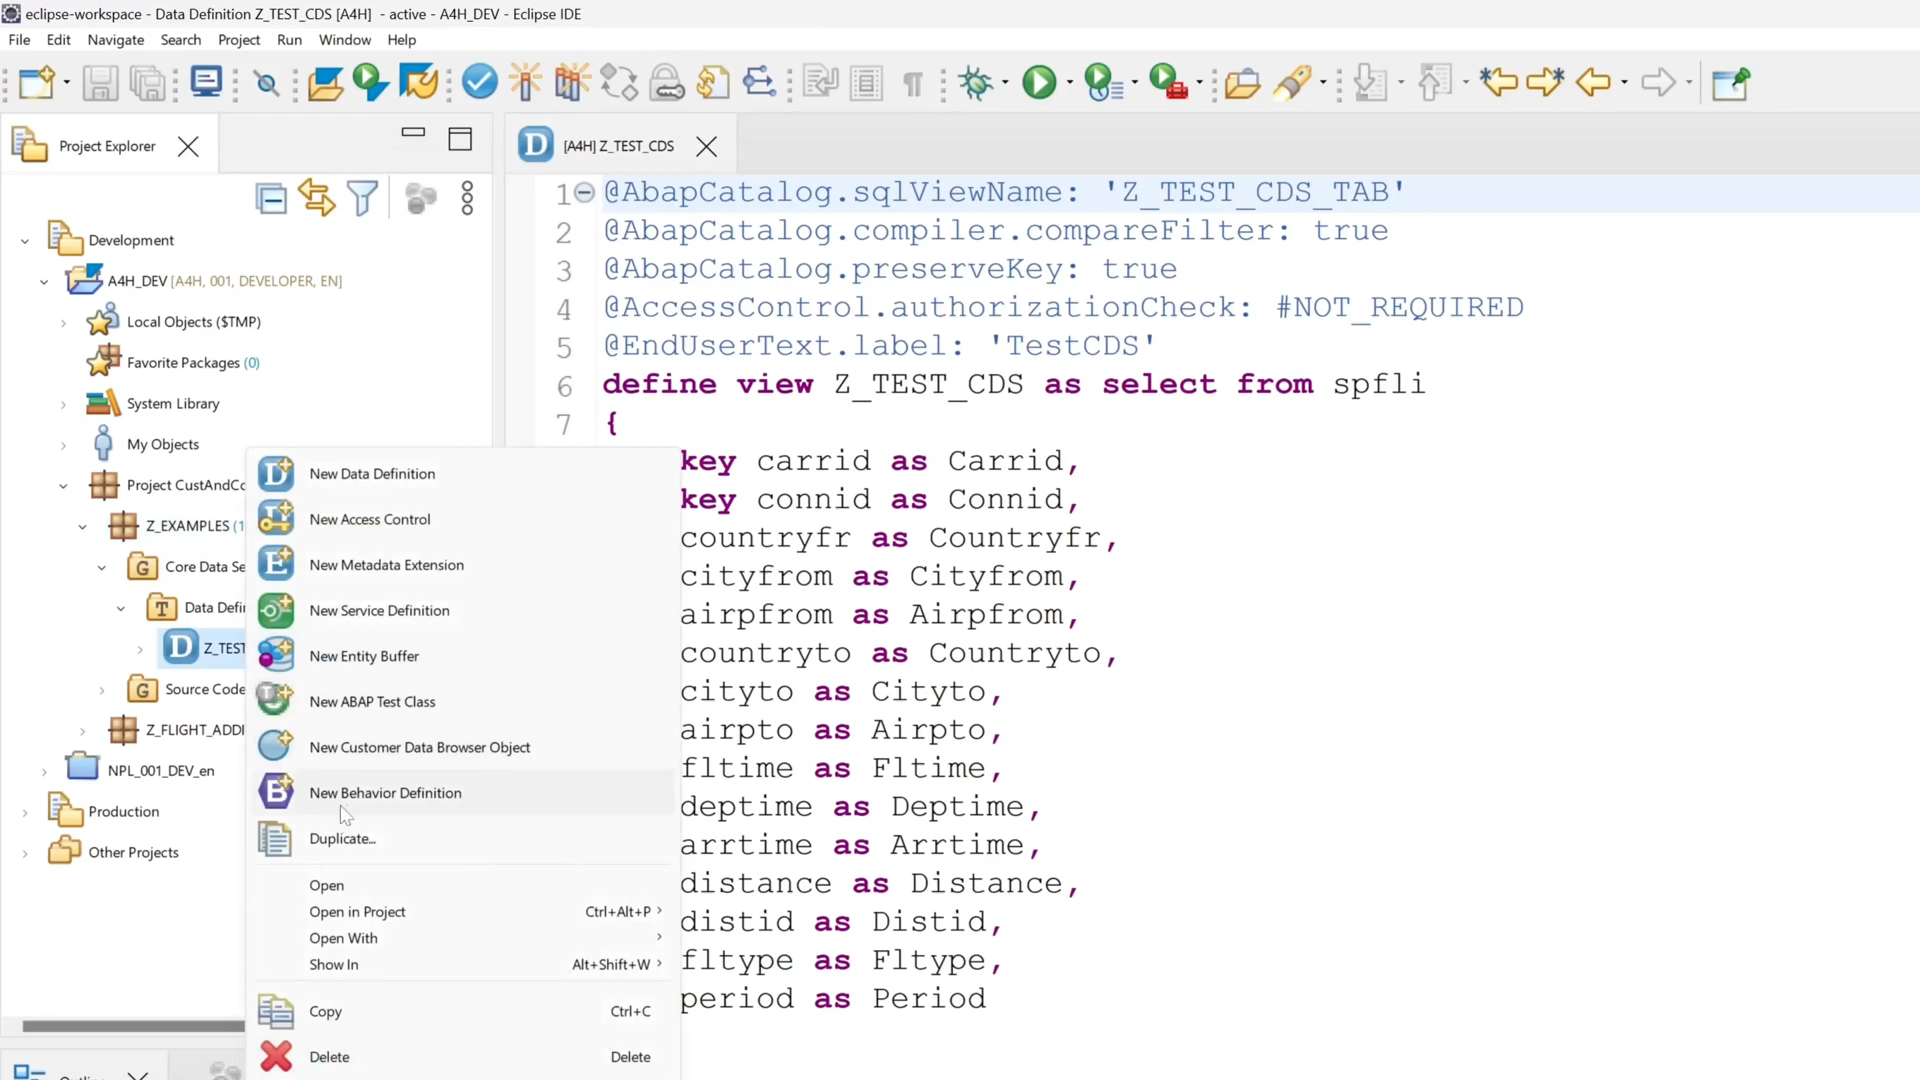 eclipse-workspace - Data Definition Z_TEST_CDS [A4H]  - active - A4H_DEV - Eclipse IDE
File Edit Navigate Search Project Run Window Help
Project Explorer
Development
A4H_DEV [A4H, 001, DEVELOPER, EN]
Local Objects ($TMP)
Favorite Packages (0)
System Library
My Objects
Project CustAndCo
Z_EXAMPLES (1
Core Data Se
Data Defin
Z_TEST
Source Code
Z_FLIGHT_ADDI
NPL_001_DEV_en
Production
Other Projects
New Data Definition
New Access Control
New Metadata Extension
New Service Definition
New Entity Buffer
New ABAP Test Class
New Customer Data Browser Object
New Behavior Definition
Duplicate...
Open
Open in Project Ctrl+Alt+P
Open With
Show In Alt+Shift+W
Copy Ctrl+C
Delete Delete
[A4H] Z_TEST_CDS
1 @AbapCatalog.sqlViewName: 'Z_TEST_CDS_TAB'
2 @AbapCatalog.compiler.compareFilter: true
3 @AbapCatalog.preserveKey: true
4 @AccessControl.authorizationCheck: #NOT_REQUIRED
5 @EndUserText.label: 'TestCDS'
6 define view Z_TEST_CDS as select from spfli
7 {
key carrid as Carrid,
key connid as Connid,
countryfr as Countryfr,
cityfrom as Cityfrom,
airpfrom as Airpfrom,
countryto as Countryto,
cityto as Cityto,
airpto as Airpto,
fltime as Fltime,
deptime as Deptime,
arrtime as Arrtime,
distance as Distance,
distid as Distid,
fltype as Fltype,
period as Period